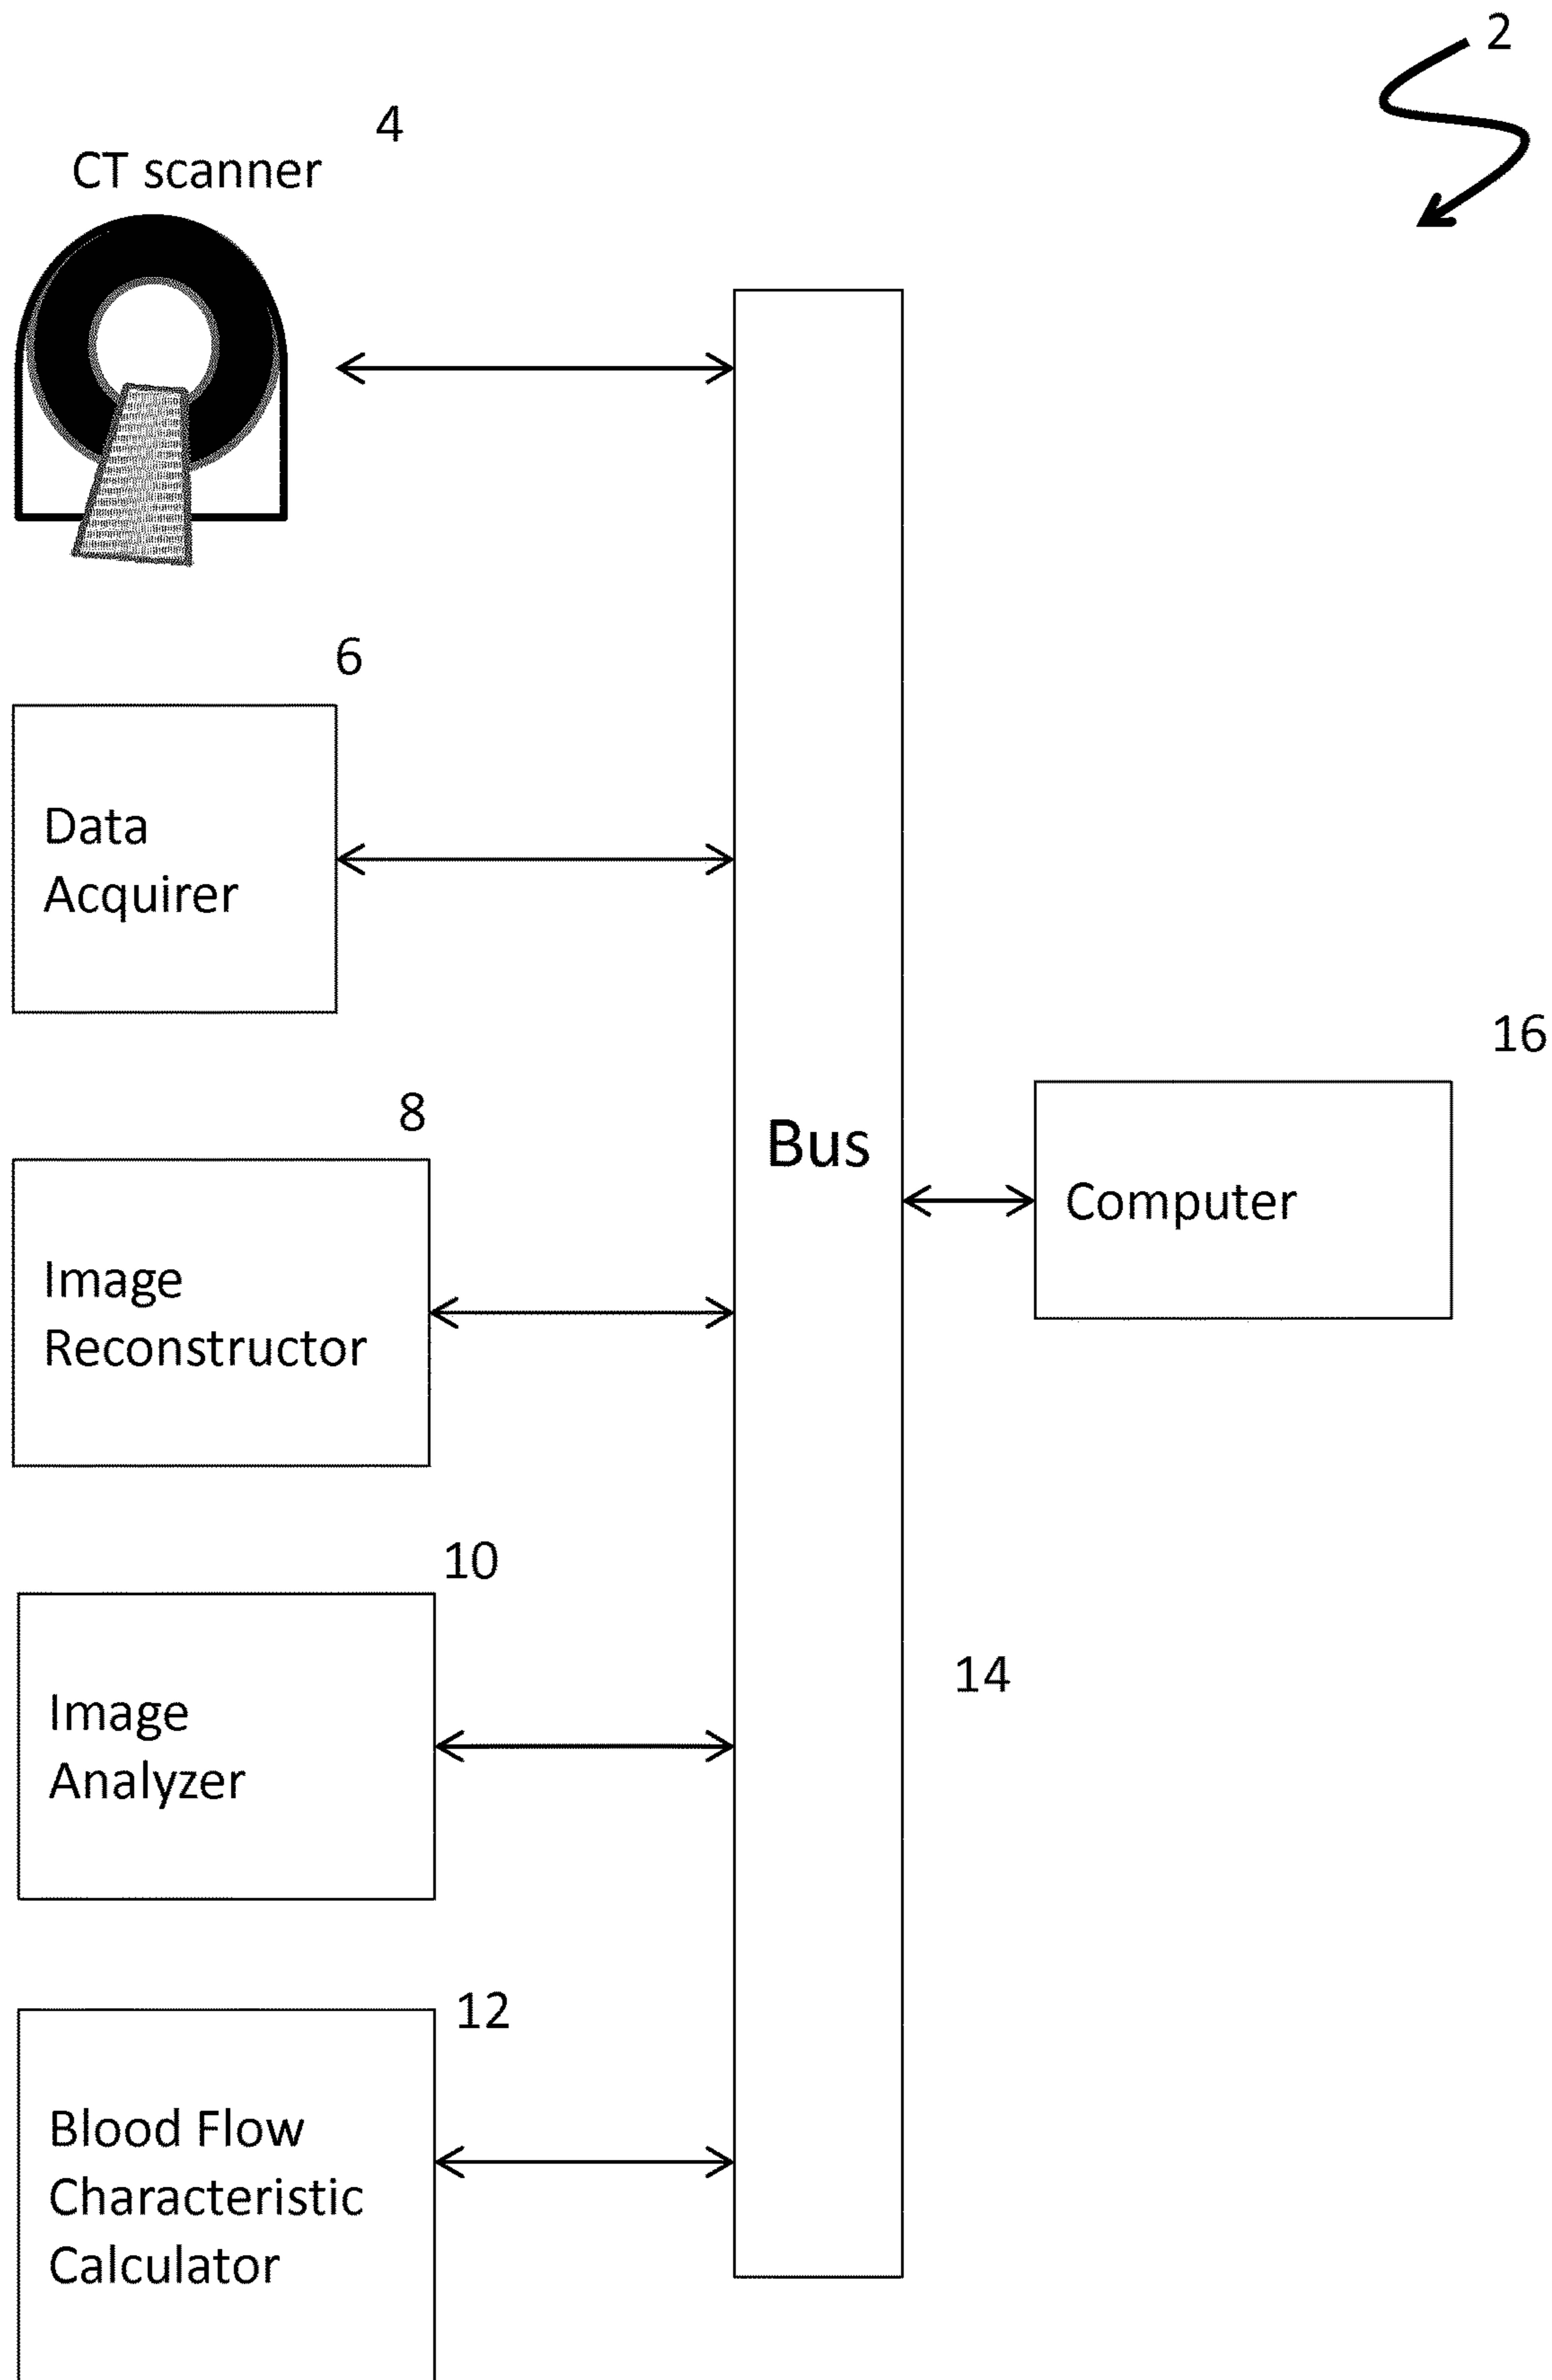 2
4
CT scanner
6
Data
Acquirer
16
8
Bus
Computer
Image
Reconstructor
10
14
Image
Analyzer
12
Blood Flow
Characteristic
Calculator